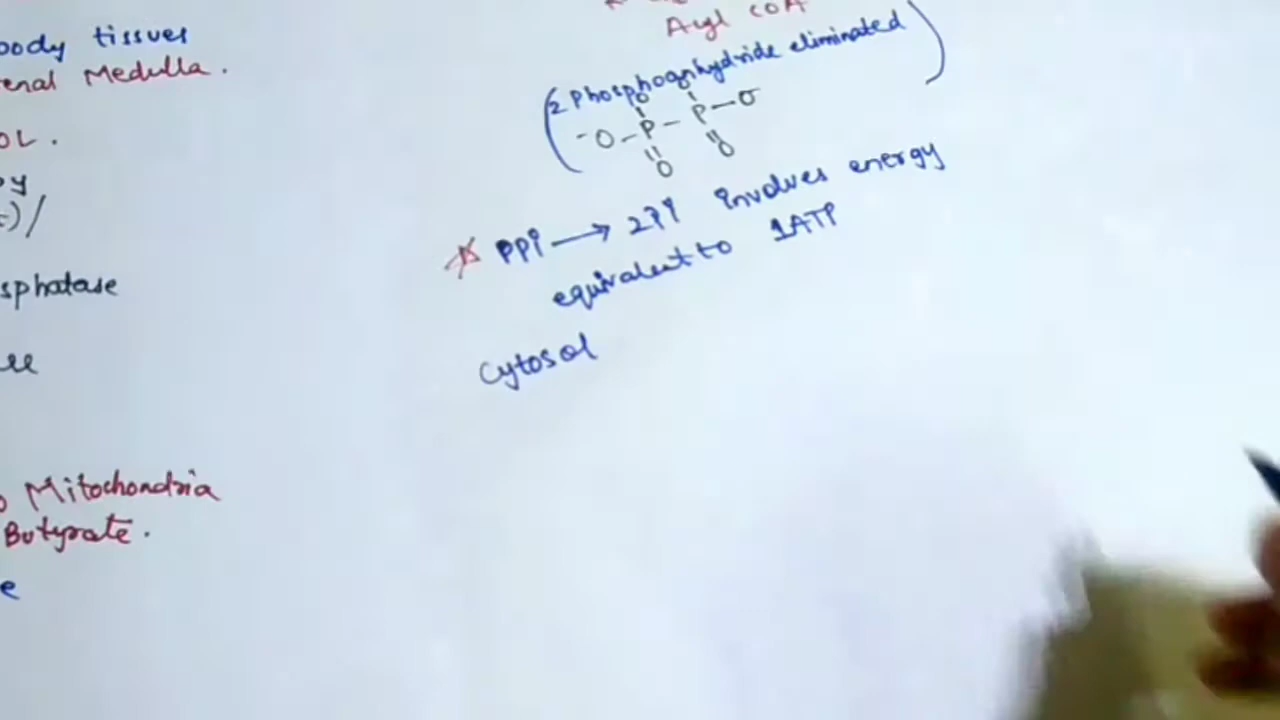 body tissues
enal Medulla.
OL.
sphatase
Mitochondria
Butyrate.
e
Acyl COA
(2 Phosphoanhydride eliminated)
O
⁻O-P-P-O⁻
O O
PPi → 2Pi involves energy
equivalent to 1ATP
Cytosol